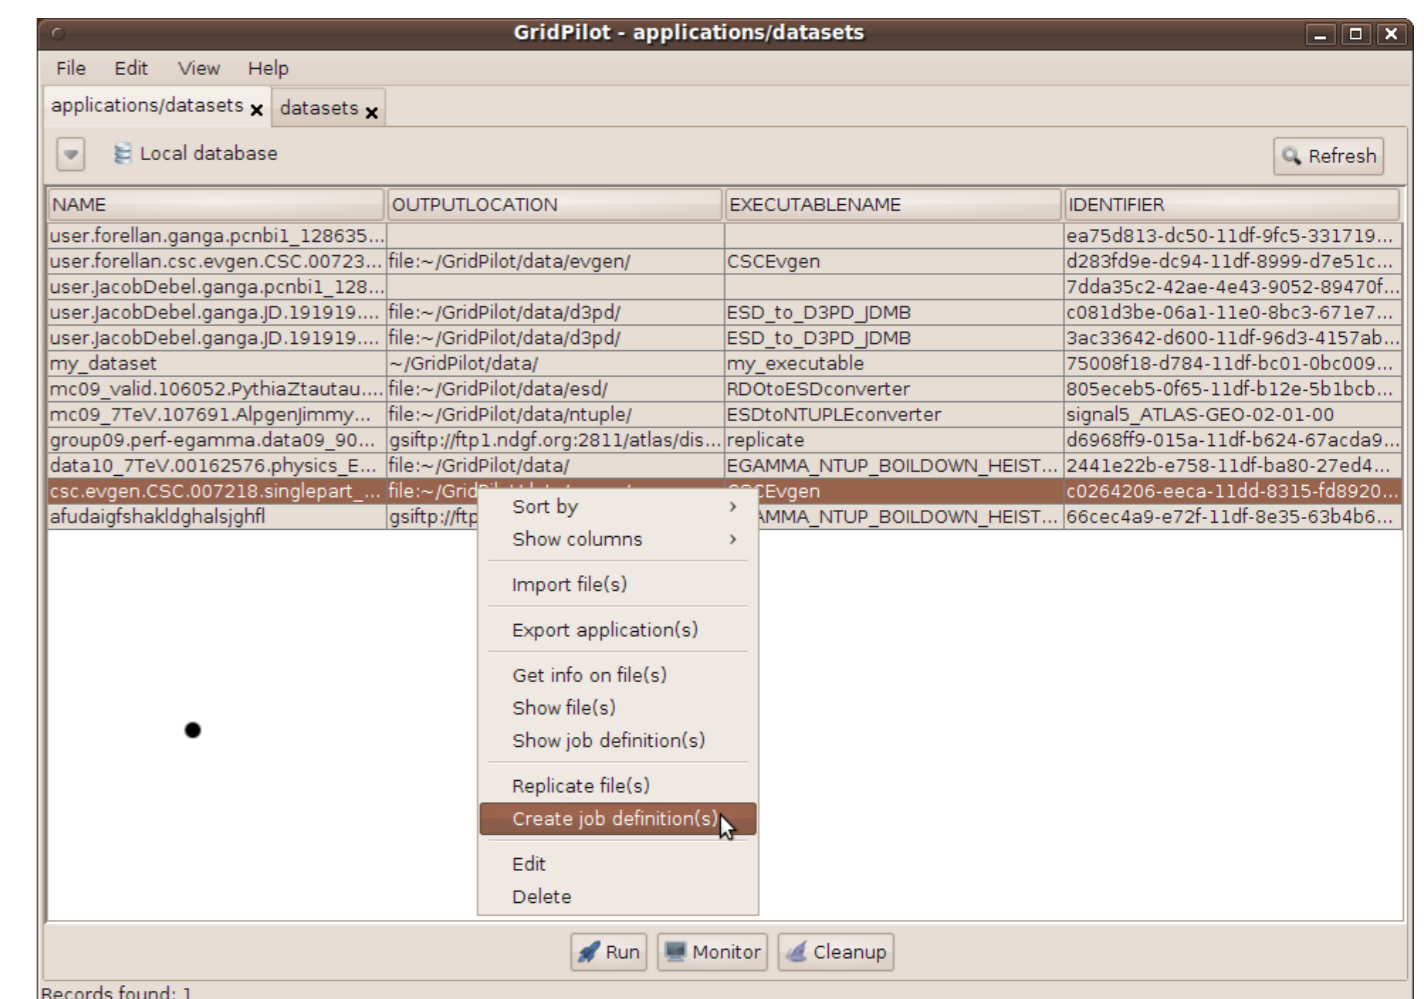 GridPilot - applications/datasets
File Edit View Help
applications/datasets datasets
Local database Refresh
NAME OUTPUTLOCATION EXECUTABLENAME IDENTIFIER
user.forellan.ganga.pcnbi1_128635... ea75d813-dc50-11df-9fc5-331719...
user.forellan.csc.evgen.CSC.00723... file:~/GridPilot/data/evgen/ CSCEvgen d283fd9e-dc94-11df-8999-d7e51c...
user.JacobDebel.ganga.pcnbi1_128... 7dda35c2-42ae-4e43-9052-89470f...
user.JacobDebel.ganga.JD.191919.... file:~/GridPilot/data/d3pd/ ESD_to_D3PD_JDMB c081d3be-06a1-11e0-8bc3-671e7...
user.JacobDebel.ganga.JD.191919.... file:~/GridPilot/data/d3pd/ ESD_to_D3PD_JDMB 3ac33642-d600-11df-96d3-4157ab...
my_dataset ~/GridPilot/data/ my_executable 75008f18-d784-11df-bc01-0bc009...
mc09_valid.106052.PythiaZtautau.... file:~/GridPilot/data/esd/ RDOtoESDconverter 805eceb5-0f65-11df-b12e-5b1bcb...
mc09_7TeV.107691.AlpgenJimmy... file:~/GridPilot/data/ntuple/ ESDtoNTUPLEconverter signal5_ATLAS-GEO-02-01-00
group09.perf-egamma.data09_90... gsiftp://ftp1.ndgf.org:2811/atlas/dis... replicate d6968ff9-015a-11df-b624-67acda9...
data10_7TeV.00162576.physics_E... file:~/GridPilot/data/ EGAMMA_NTUP_BOILDOWN_HEIST... 2441e22b-e758-11df-ba80-27ed4...
csc.evgen.CSC.007218.singlepart_... file:~/Grid CSCEvgen c0264206-eeca-11dd-8315-fd8920...
afudaigfshakldghalsjghfl gsiftp://ftp AMMA_NTUP_BOILDOWN_HEIST... 66cec4a9-e72f-11df-8e35-63b4b6...
Sort by
Show columns
Import file(s)
Export application(s)
Get info on file(s)
Show file(s)
Show job definition(s)
Replicate file(s)
Create job definition(s)
Edit
Delete
Run Monitor Cleanup
Records found: 1